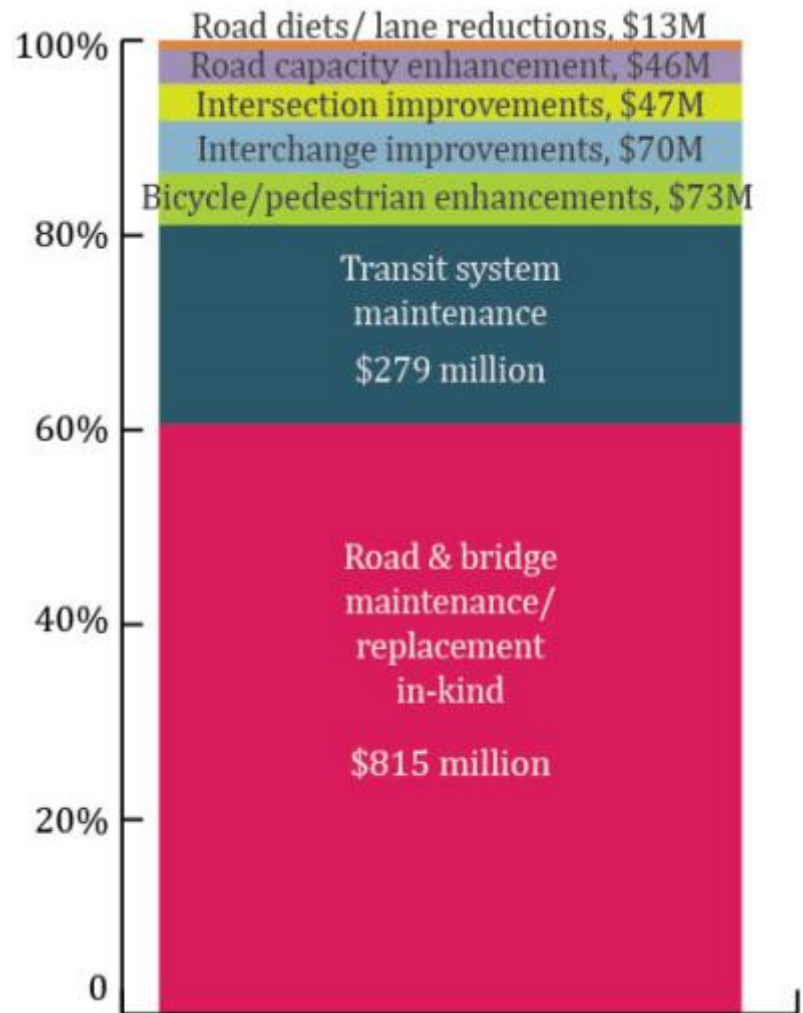 Road diets/ lane reductions, $13M
100%
Road capacity enhancement, $46M
Intersection improvements, $47M
Interchange improvements, $70M
Bicycle/pedestrian enhancements, $73M
80%
Transit system
maintenance
$279 million
60%
Road & bridge
maintenance/
replacement
in-kind
40%
$815 million
20%
0